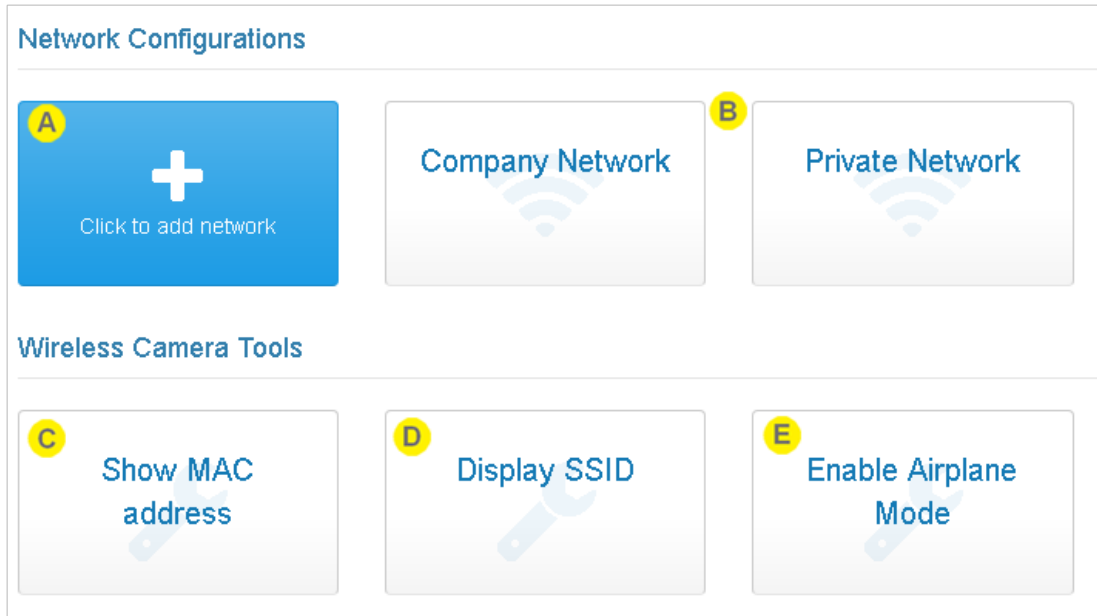 Network Configurations
A
Click to add network
Company Network
B
Private Network
Wireless Camera Tools
C
Show MAC
address
D
Display SSID
E
Enable Airplane
Mode